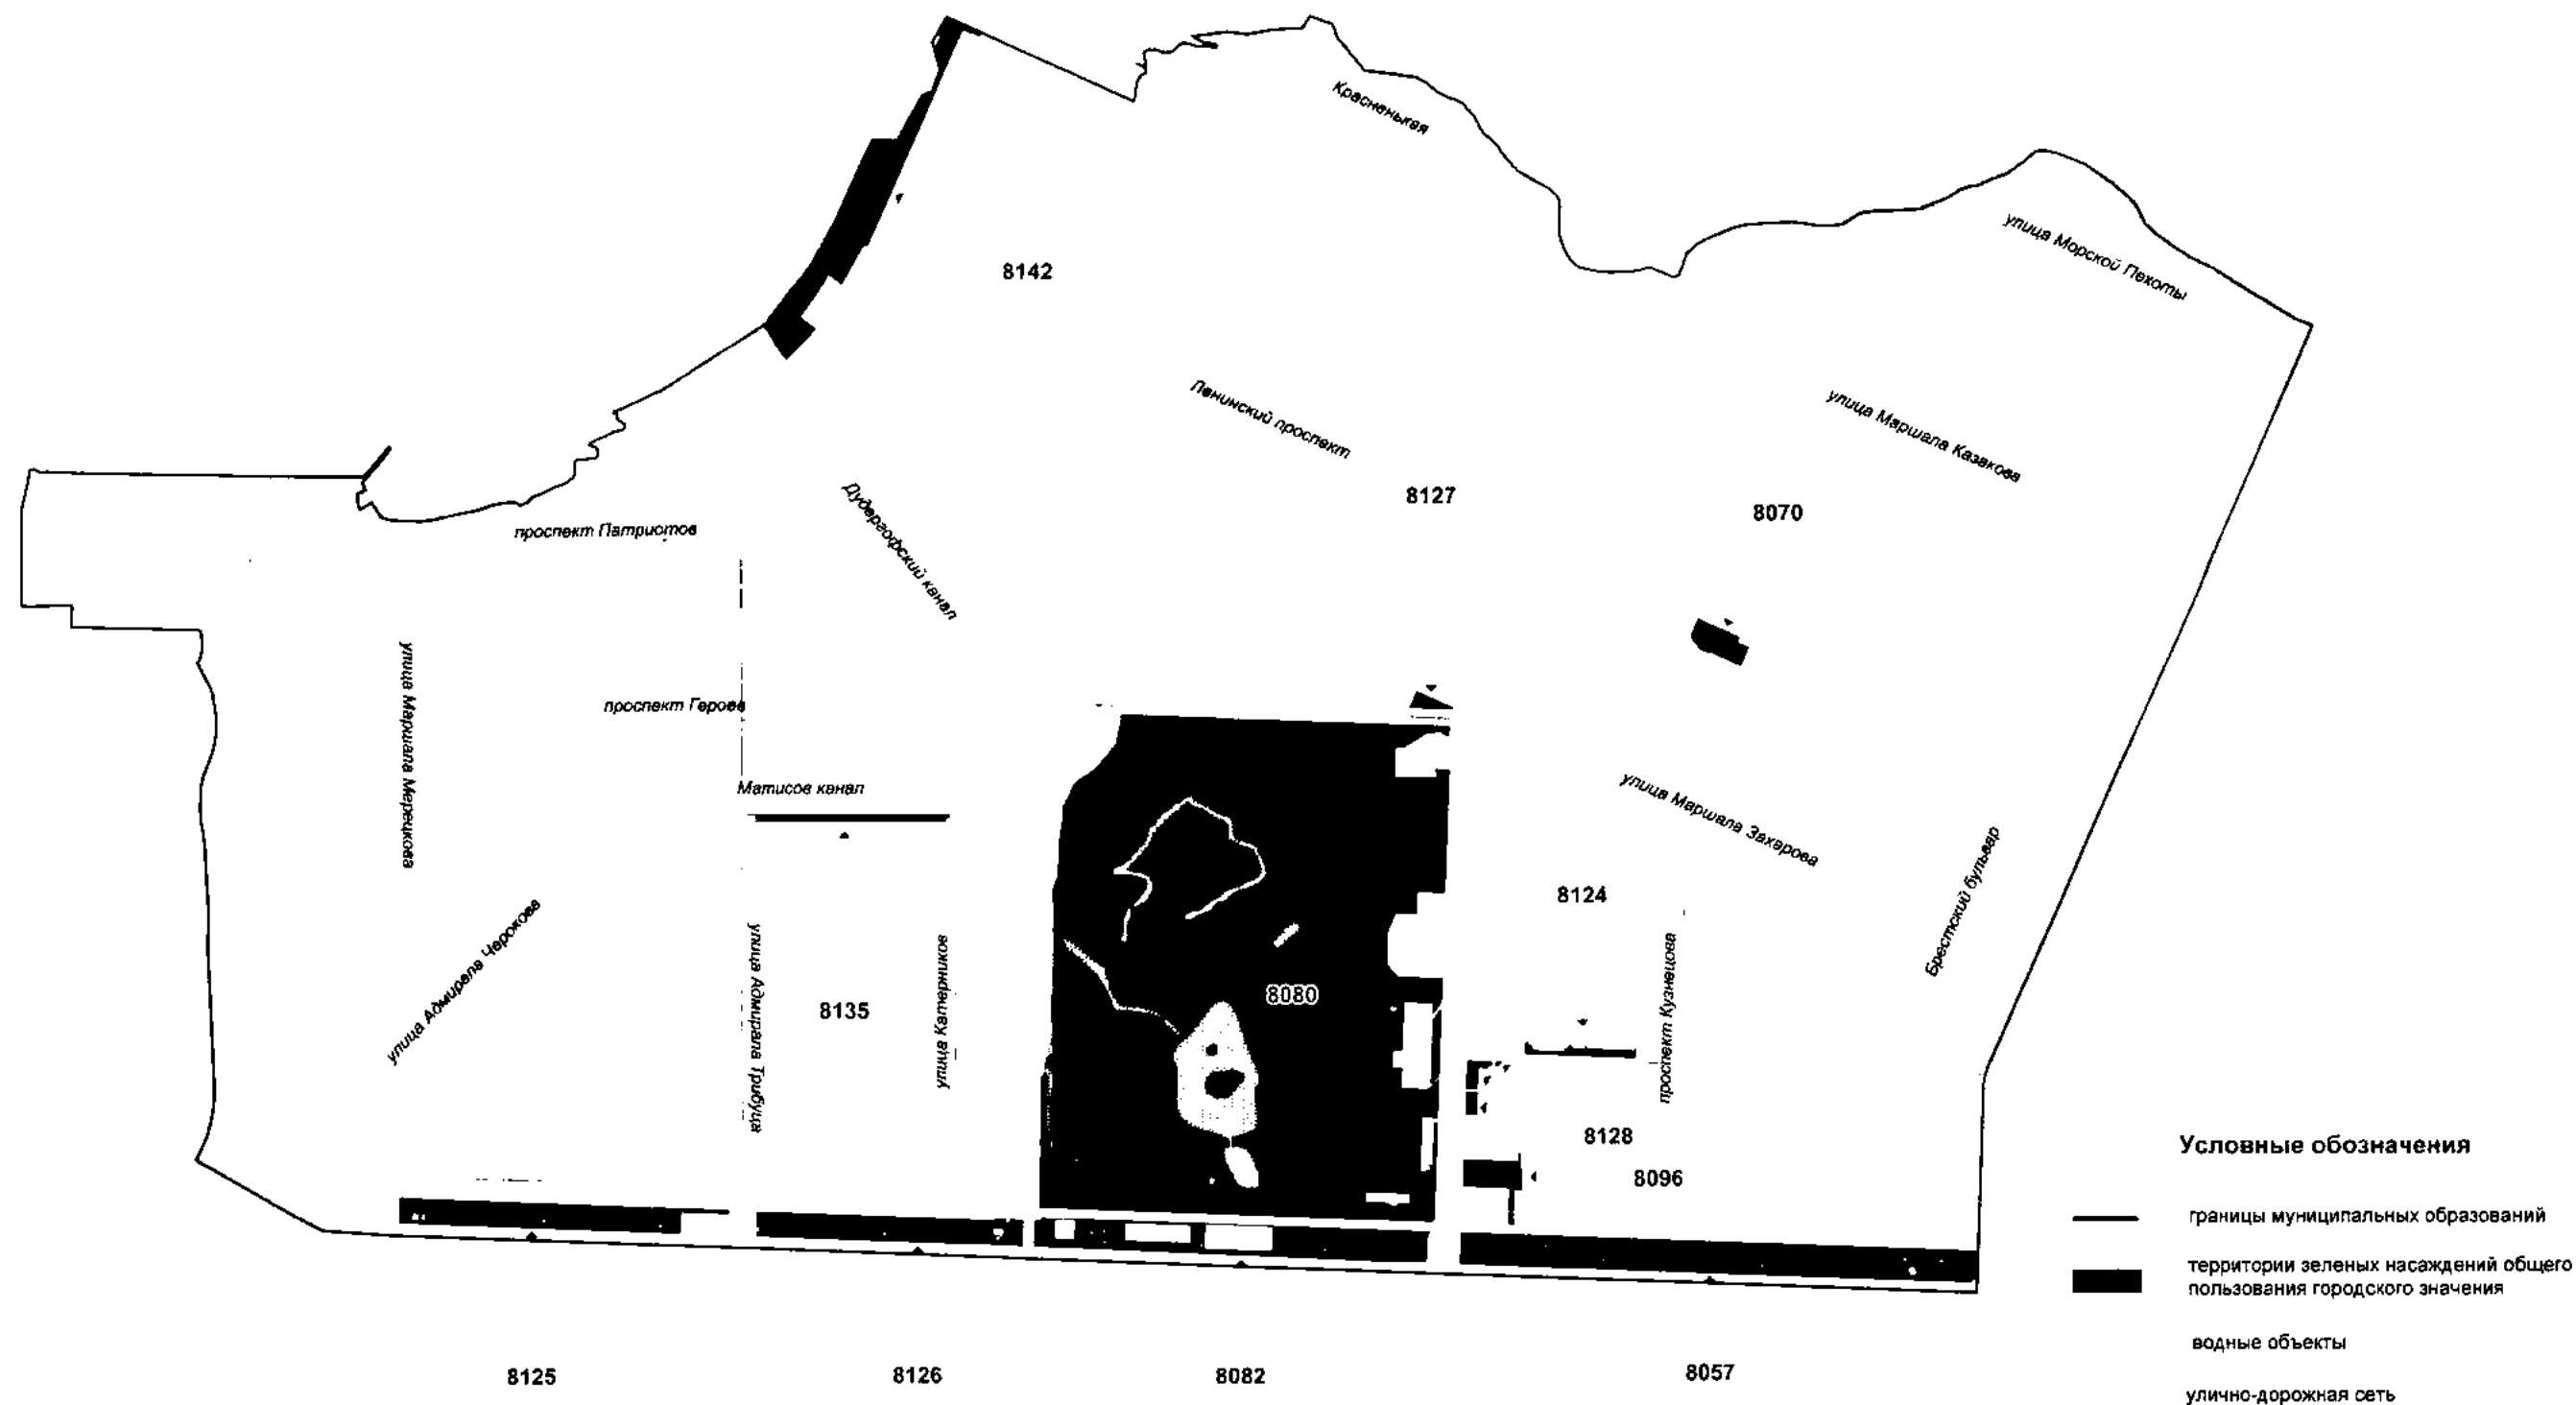 Красненькая
улица Морской Пехоты
8142
Ленинский проспект
улица Маршала Казакова
Дудергофский канал
8127
8070
проспект Патриотов
улица Маршала Мерецкова
проспект Героев
Матисов канал
улица Маршала Захарова
Брестский бульвар
8124
улица Адмирала Черокова
улица Адмирала Трибуца
8135
улица Катерников
8080
проспект Кузнецова
8128
8096
Условные обозначения
границы муниципальных образований
территории зеленых насаждений общего
пользования городского значения
водные объекты
улично-дорожная сеть
8125
8126
8082
8057